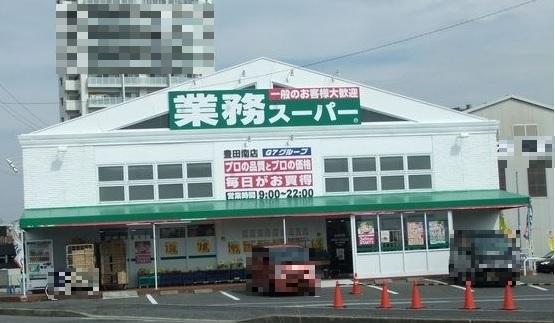 一般のお客様大歓迎
業務スーパー
豊田南店 G7グループ
プロの品質とプロの価格
毎日がお買得
営業時間 9:00~22:00